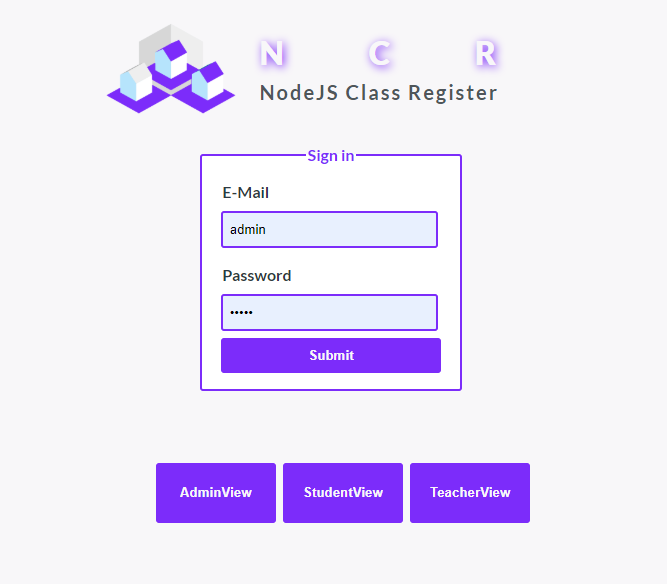 N C R
NodeJS Class Register
Sign in
E-Mail
admin
Password
•••••
Submit
AdminView StudentView TeacherView